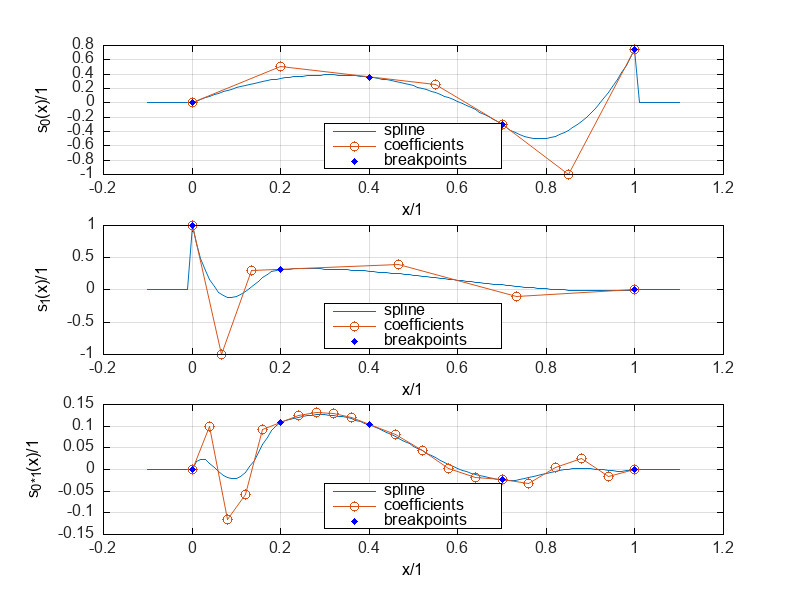 0.8
0.6
0.4
0.2
0
-0.2
-0.4
-0.6
-0.8
-1
s0(x)/1
spline
coefficients
breakpoints
-0.2 0 0.2 0.4 0.6 0.8 1 1.2
x/1
1
0.5
0
-0.5
-1
s1(x)/1
spline
coefficients
breakpoints
-0.2 0 0.2 0.4 0.6 0.8 1 1.2
x/1
0.15
0.1
0.05
0
-0.05
-0.1
-0.15
s0*1(x)/1
spline
coefficients
breakpoints
-0.2 0 0.2 0.4 0.6 0.8 1 1.2
x/1